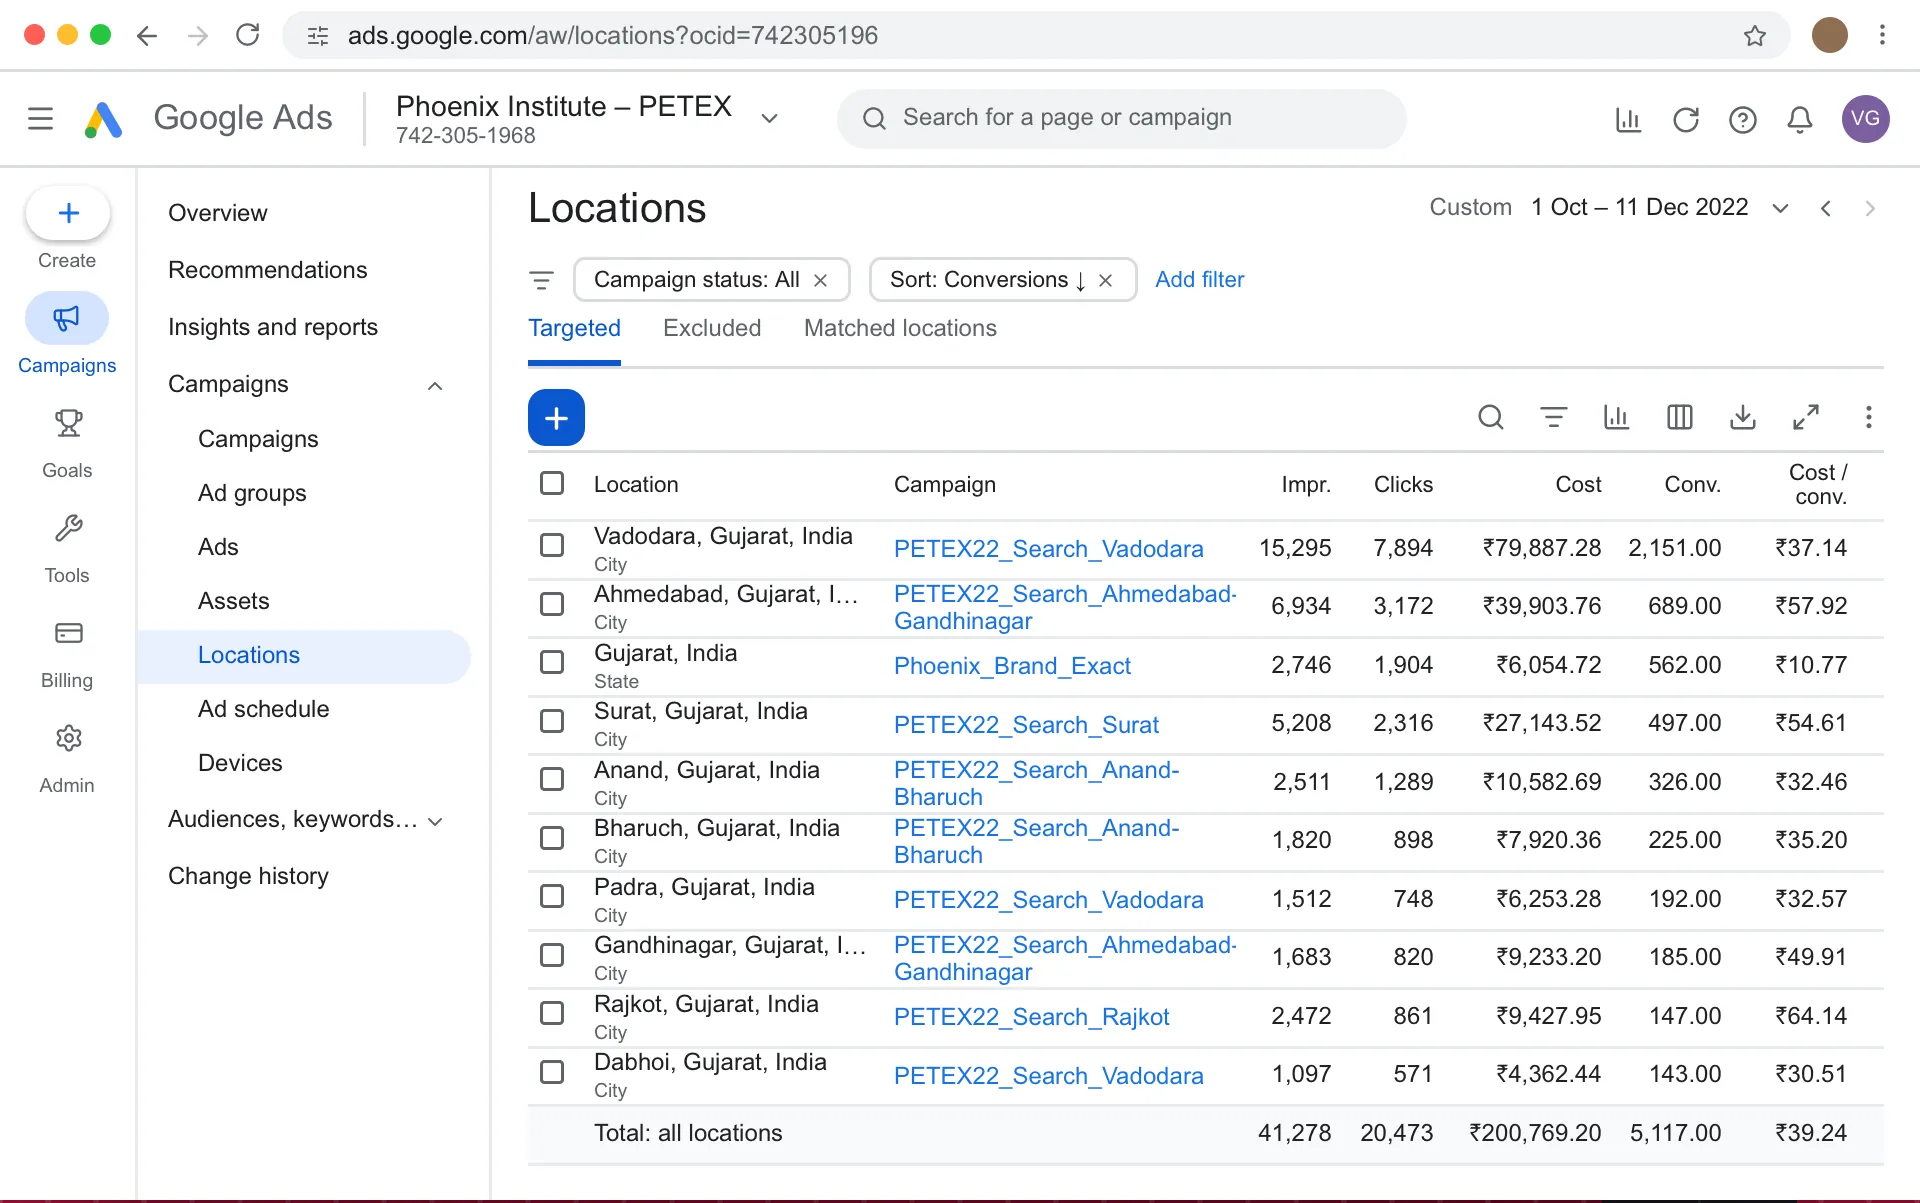 ads.google.com/aw/locations?ocid=742305196
Google Ads
Phoenix Institute – PETEX
742-305-1968
Search for a page or campaign
VG
Create
Campaigns
Goals
Tools
Billing
Admin
Overview
Recommendations
Insights and reports
Campaigns
Campaigns
Ad groups
Ads
Assets
Locations
Ad schedule
Devices
Audiences, keywords…
Change history
Locations
Custom 1 Oct – 11 Dec 2022
Campaign status: All
Sort: Conversions ↓
Add filter
Targeted Excluded Matched locations
Location Campaign Impr. Clicks Cost Conv. Cost / conv.
Vadodara, Gujarat, India
City
PETEX22_Search_Vadodara 15,295 7,894 ₹79,887.28 2,151.00 ₹37.14
Ahmedabad, Gujarat, I…
City
PETEX22_Search_Ahmedabad-
Gandhinagar
6,934 3,172 ₹39,903.76 689.00 ₹57.92
Gujarat, India
State
Phoenix_Brand_Exact 2,746 1,904 ₹6,054.72 562.00 ₹10.77
Surat, Gujarat, India
City
PETEX22_Search_Surat 5,208 2,316 ₹27,143.52 497.00 ₹54.61
Anand, Gujarat, India
City
PETEX22_Search_Anand-
Bharuch
2,511 1,289 ₹10,582.69 326.00 ₹32.46
Bharuch, Gujarat, India
City
PETEX22_Search_Anand-
Bharuch
1,820 898 ₹7,920.36 225.00 ₹35.20
Padra, Gujarat, India
City
PETEX22_Search_Vadodara 1,512 748 ₹6,253.28 192.00 ₹32.57
Gandhinagar, Gujarat, I…
City
PETEX22_Search_Ahmedabad-
Gandhinagar
1,683 820 ₹9,233.20 185.00 ₹49.91
Rajkot, Gujarat, India
City
PETEX22_Search_Rajkot 2,472 861 ₹9,427.95 147.00 ₹64.14
Dabhoi, Gujarat, India
City
PETEX22_Search_Vadodara 1,097 571 ₹4,362.44 143.00 ₹30.51
Total: all locations 41,278 20,473 ₹200,769.20 5,117.00 ₹39.24